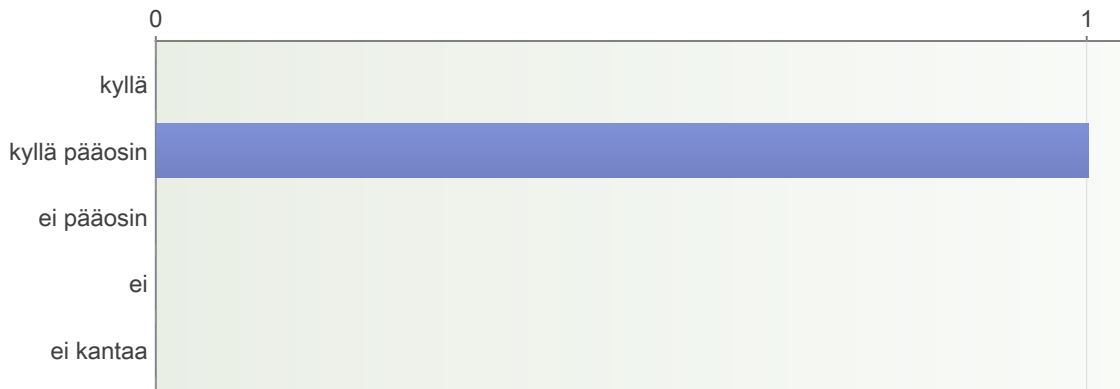 0 1
kyllä
kyllä pääosin
ei pääosin
ei
ei kantaa